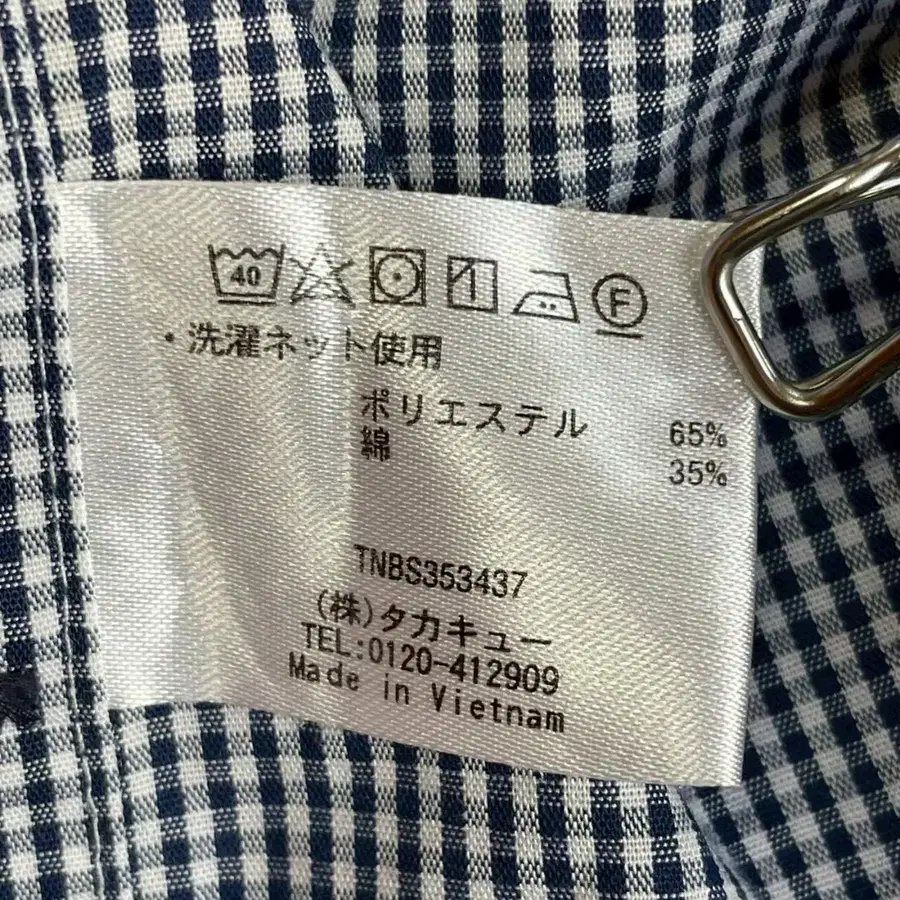 40 F
・洗濯ネット使用
ポリエステル 65%
綿 35%
TNBS353437
(株)タカキュー
TEL:0120-412909
Made in Vietnam